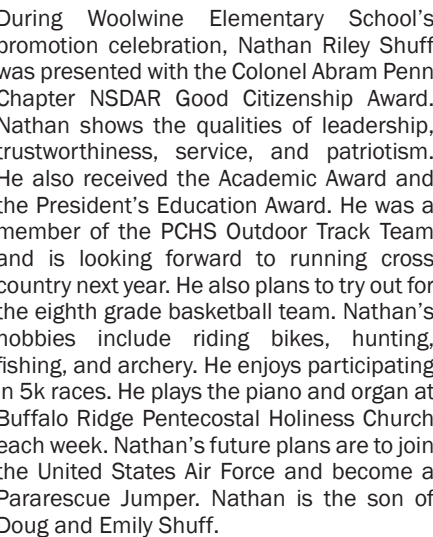 During Woolwine Elementary School's
promotion celebration, Nathan Riley Shuff
was presented with the Colonel Abram Penn
Chapter NSDAR Good Citizenship Award.
Nathan shows the qualities of leadership,
trustworthiness, service, and patriotism.
He also received the Academic Award and
the President's Education Award. He was a
member of the PCHS Outdoor Track Team
and is looking forward to running cross
country next year. He also plans to try out for
the eighth grade basketball team. Nathan's
hobbies include riding bikes, hunting,
fishing, and archery. He enjoys participating
in 5k races. He plays the piano and organ at
Buffalo Ridge Pentecostal Holiness Church
each week. Nathan's future plans are to join
the United States Air Force and become a
Pararescue Jumper. Nathan is the son of
Doug and Emily Shuff.